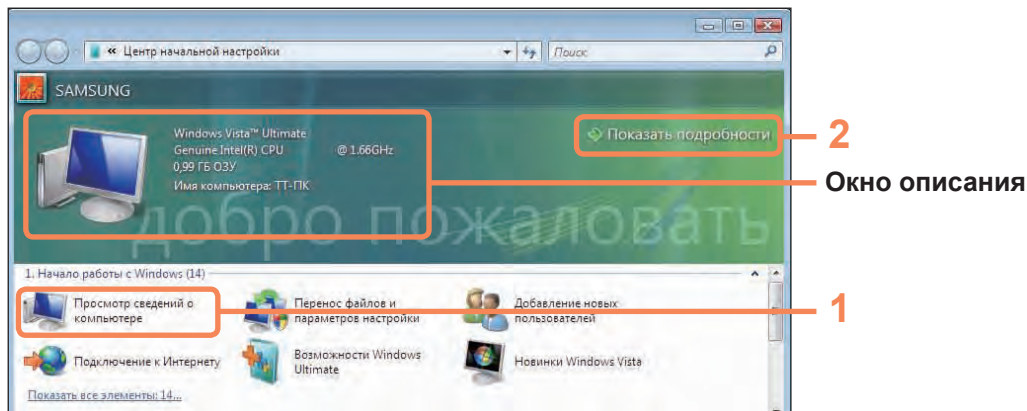 « Центр начальной настройки
Поиск
SAMSUNG
Windows Vista™ Ultimate
Genuine Intel(R) CPU @ 1.66GHz
0,99 ГБ ОЗУ
Имя компьютера: ТТ-ПК
Показать подробности
2
Окно описания
добро пожаловать
1. Начало работы с Windows (14)
Просмотр сведений о
компьютере
Перенос файлов и
параметров настройки
Добавление новых
пользователей
1
Подключение к Интернету
Возможности Windows
Ultimate
Новинки Windows Vista
Показать все элементы: 14...